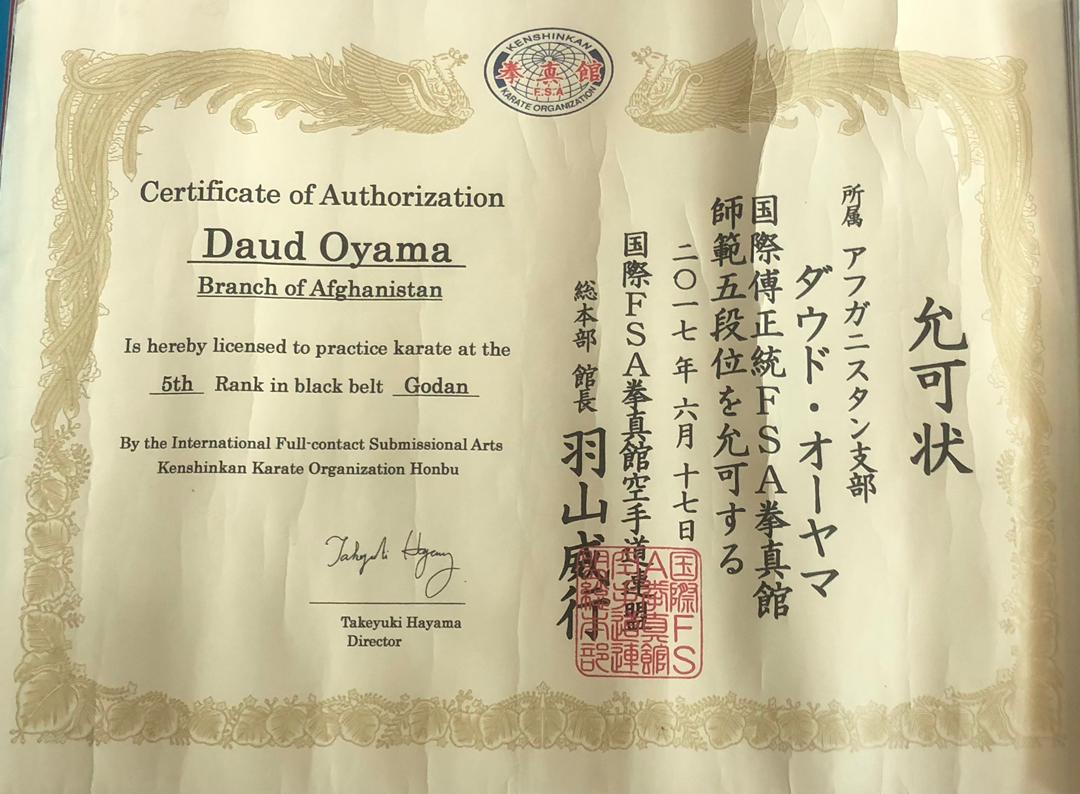 KENSHINKAN
拳真館
F.S.A
KARATE ORGANIZATION
Certificate of Authorization
Daud Oyama
Branch of Afghanistan
Is hereby licensed to practice karate at the
5th Rank in black belt Godan
By the International Full-contact Submissional Arts
Kenshinkan Karate Organization Honbu
Takeyuki Hayama
Director
允可状
所属 アフガニスタン支部
ダウド・オーヤマ
国際傳正統FSA拳真館
師範五段位を允可する
二〇一七年六月十七日
国際FSA拳真館空手道連盟
総本部 館長 羽山威行
国際FS
A拳真館
空手道連
盟総本部